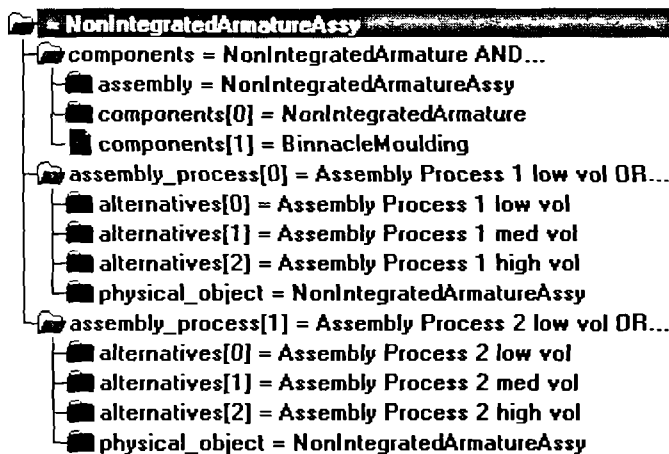 = NonIntegratedArmatureAssy
components = NonIntegratedArmature AND...
assembly = NonIntegratedArmatureAssy
components[0] = NonIntegratedArmature
components[1] = BinnacleMoulding
assembly_process[0] = Assembly Process 1 low vol OR...
alternatives[0] = Assembly Process 1 low vol
alternatives[1] = Assembly Process 1 med vol
alternatives[2] = Assembly Process 1 high vol
physical_object = NonIntegratedArmatureAssy
assembly_process[1] = Assembly Process 2 low vol OR...
alternatives[0] = Assembly Process 2 low vol
alternatives[1] = Assembly Process 2 med vol
alternatives[2] = Assembly Process 2 high vol
physical_object = NonIntegratedArmatureAssy